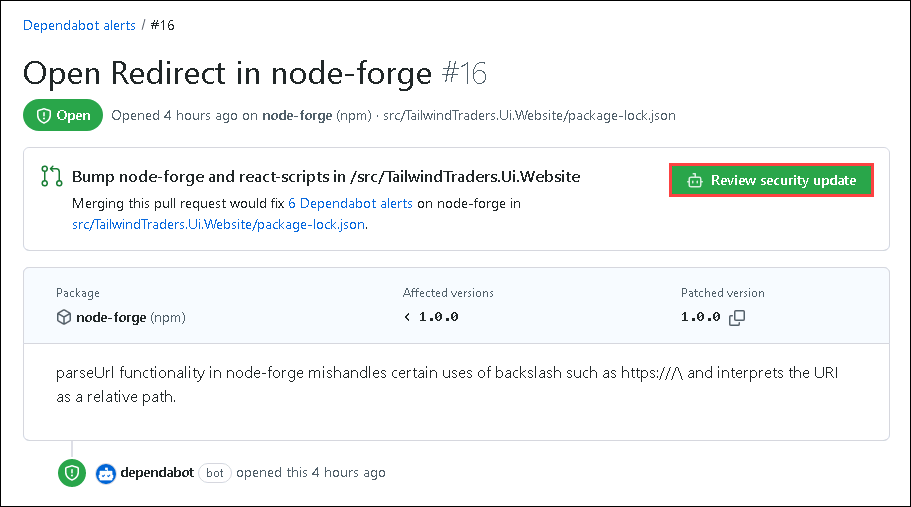 Dependabot alerts / #16
Open Redirect in node-forge #16
Open Opened 4 hours ago on node-forge (npm) · src/TailwindTraders.Ui.Website/package-lock.json
Bump node-forge and react-scripts in /src/TailwindTraders.Ui.Website
Review security update
Merging this pull request would fix 6 Dependabot alerts on node-forge in
src/TailwindTraders.Ui.Website/package-lock.json.
Package Affected versions Patched version
node-forge (npm) < 1.0.0 1.0.0
parseUrl functionality in node-forge mishandles certain uses of backslash such as https:///\ and interprets the URI
as a relative path.
dependabot bot opened this 4 hours ago